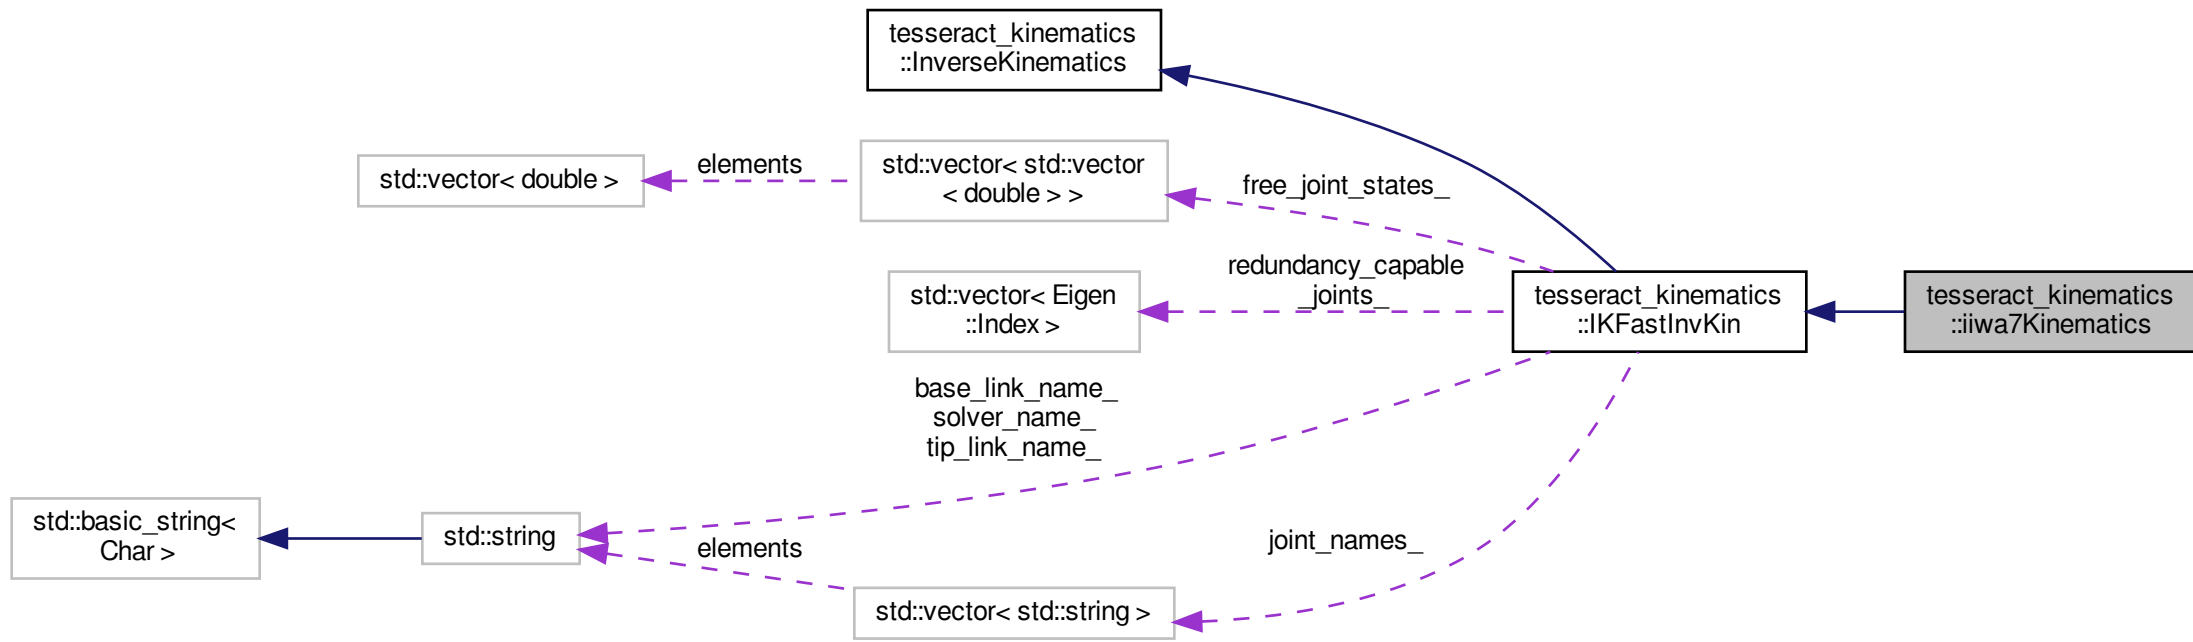 tesseract_kinematics
::InverseKinematics
std::vector< double >
elements
std::vector< std::vector
< double > >
free_joint_states_
std::vector< Eigen
::Index >
redundancy_capable
_joints_
tesseract_kinematics
::IKFastInvKin
tesseract_kinematics
::iiwa7Kinematics
base_link_name_
solver_name_
tip_link_name_
std::basic_string<
Char >
std::string
elements
joint_names_
std::vector< std::string >